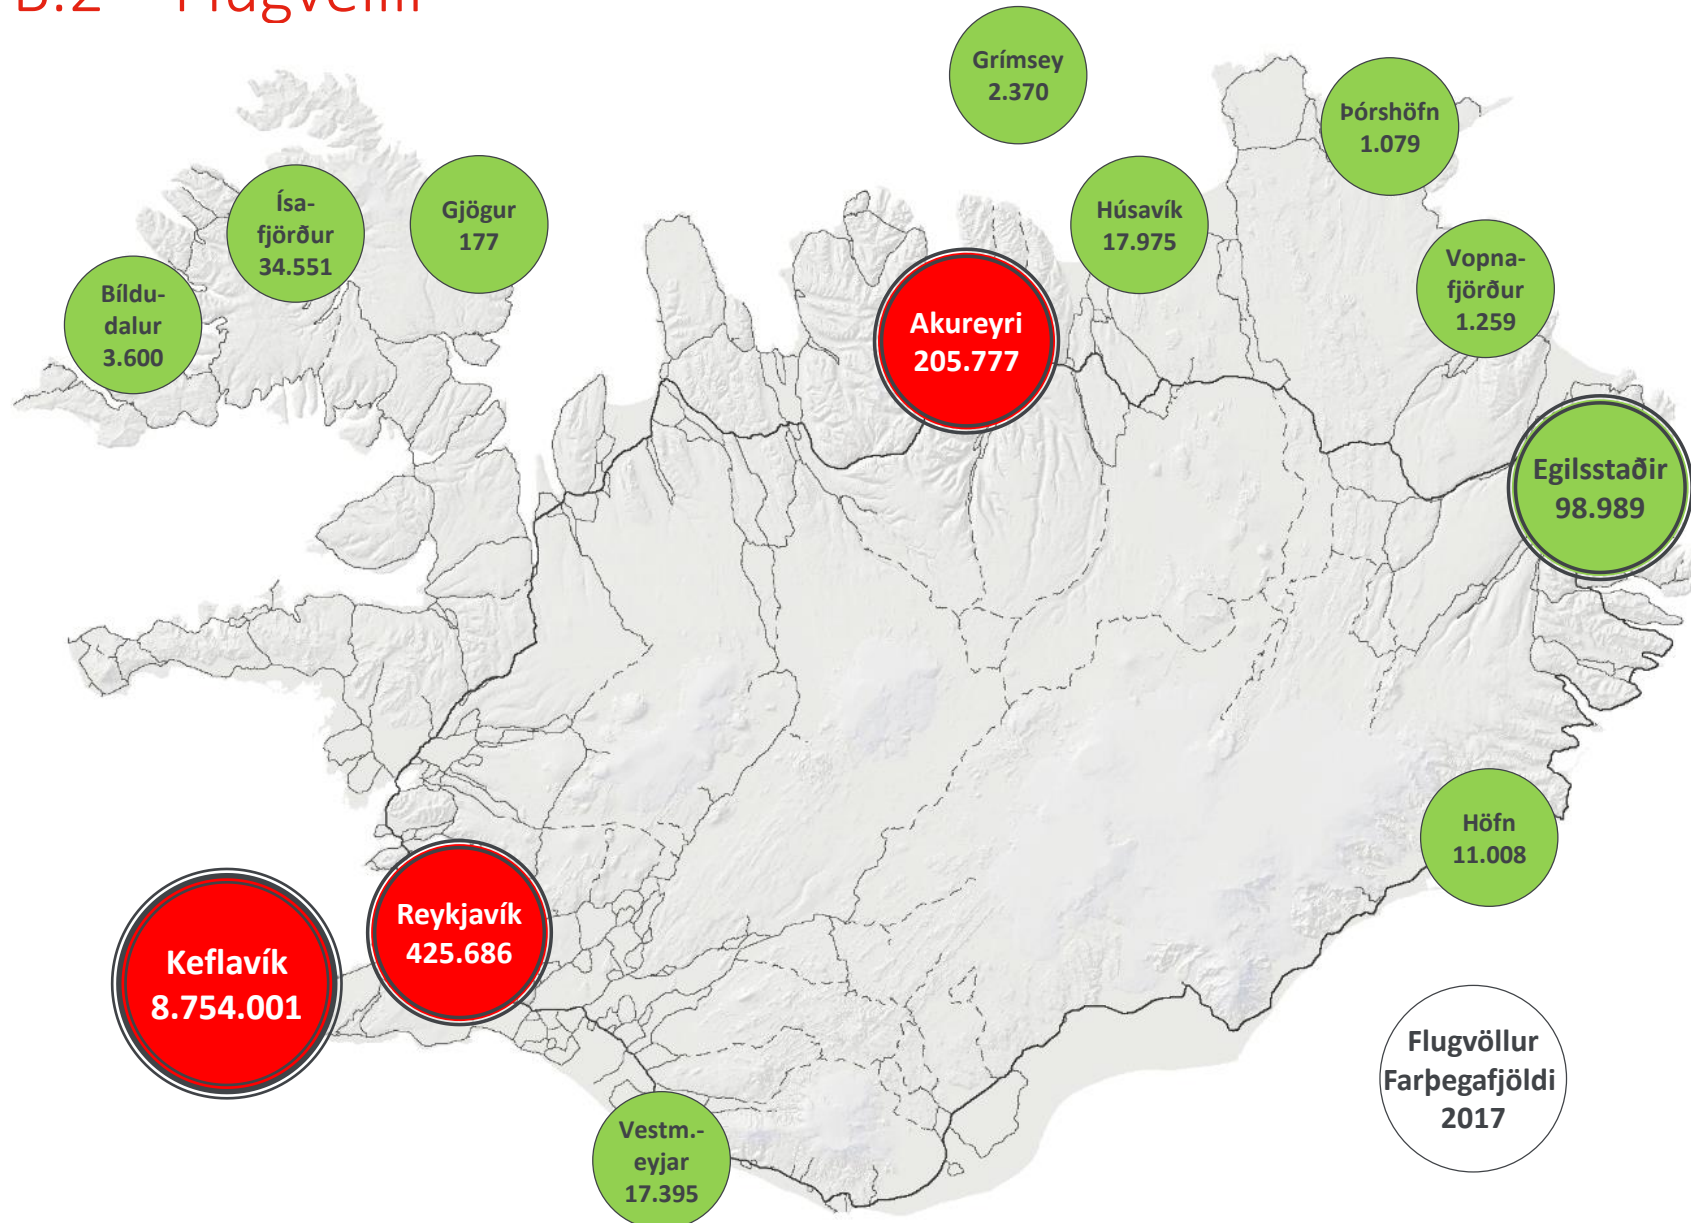 B.2 Flugvellir
Grímsey
2.370
Þórshöfn
1.079
Ísa-
fjörður
34.551
Gjögur
177
Húsavík
17.975
Bíldu-
dalur
3.600
Vopna-
fjörður
1.259
Akureyri
205.777
Egilsstaðir
98.989
Höfn
11.008
Reykjavík
425.686
Keflavík
8.754.001
Flugvöllur
Farþegafjöldi
2017
Vestm.-
eyjar
17.395